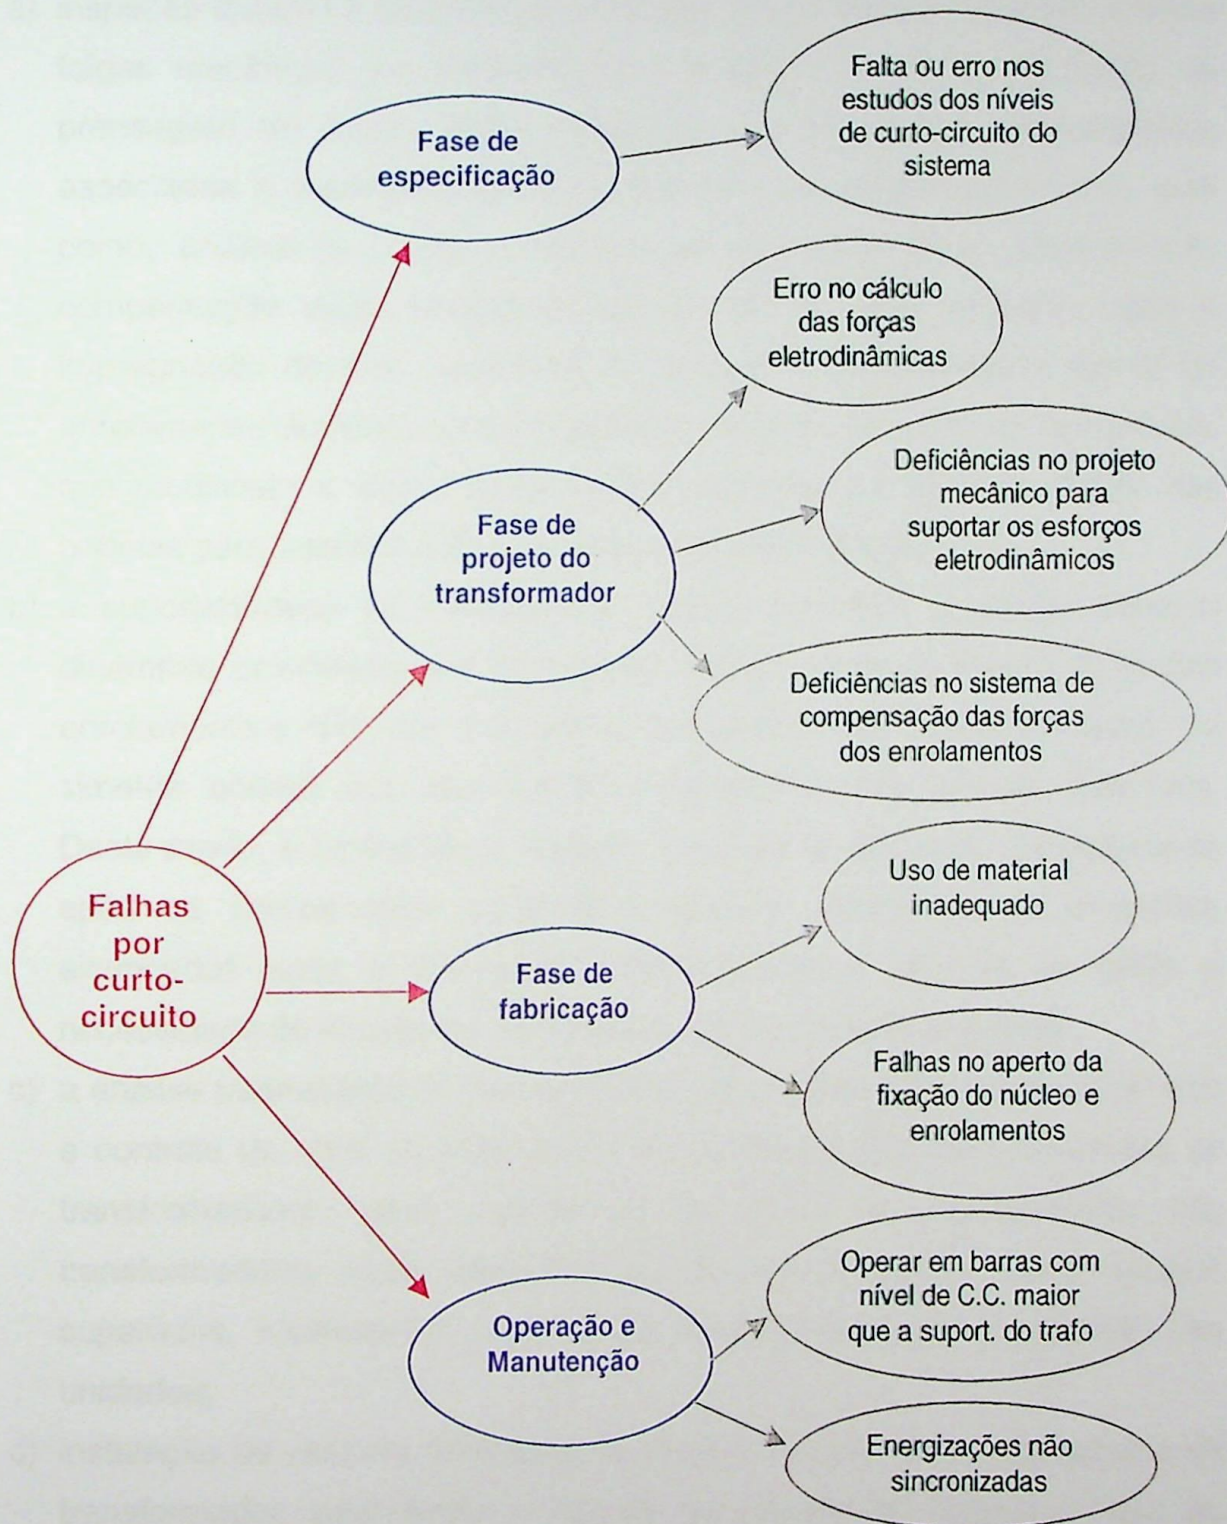 Fase de
especificação
Falta ou erro nos
estudos dos níveis
de curto-circuito do
sistema
Erro no cálculo
das forças
eletrodinâmicas
Fase de
projeto do
transformador
Deficiências no projeto
mecânico para
suportar os esforços
eletrodinâmicos
Deficiências no sistema de
compensação das forças
dos enrolamentos
Falhas
por
curto-
circuito
Uso de material
inadequado
Fase de
fabricação
Falhas no aperto da
fixação do núcleo e
enrolamentos
Operação e
Manutenção
Operar em barras com
nível de C.C. maior
que a suport. do trafo
Energizações não
sincronizadas